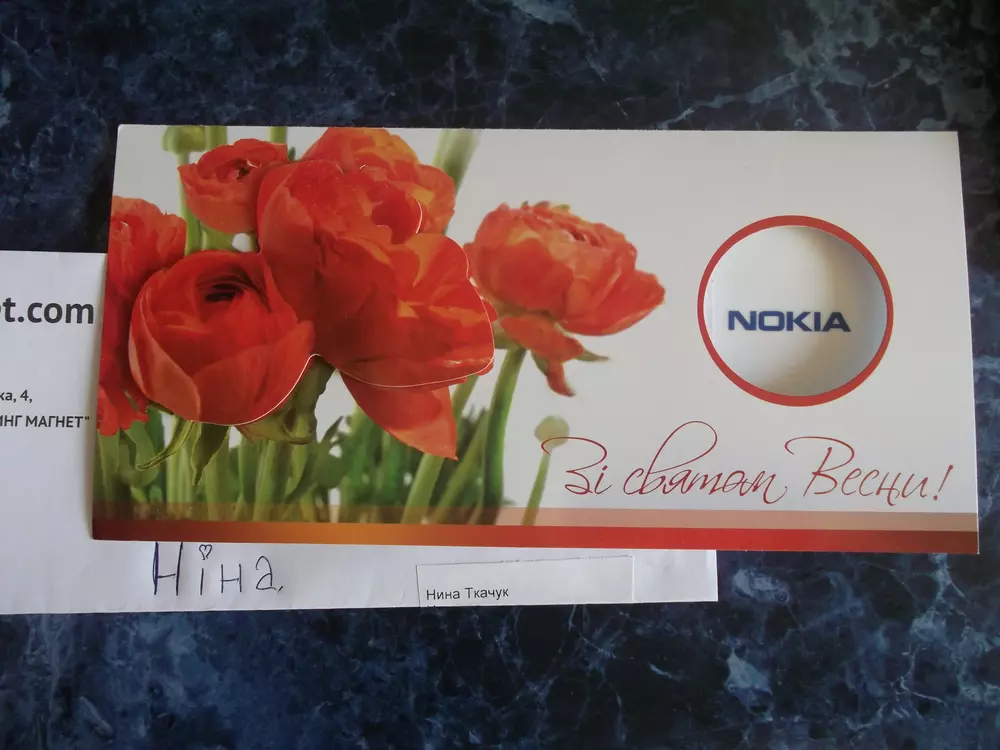 NOKIA
Зі святом Весни!
t.com
ка, 4,
ИНГ МАГНЕТ"
Ніна
Нина Ткачук